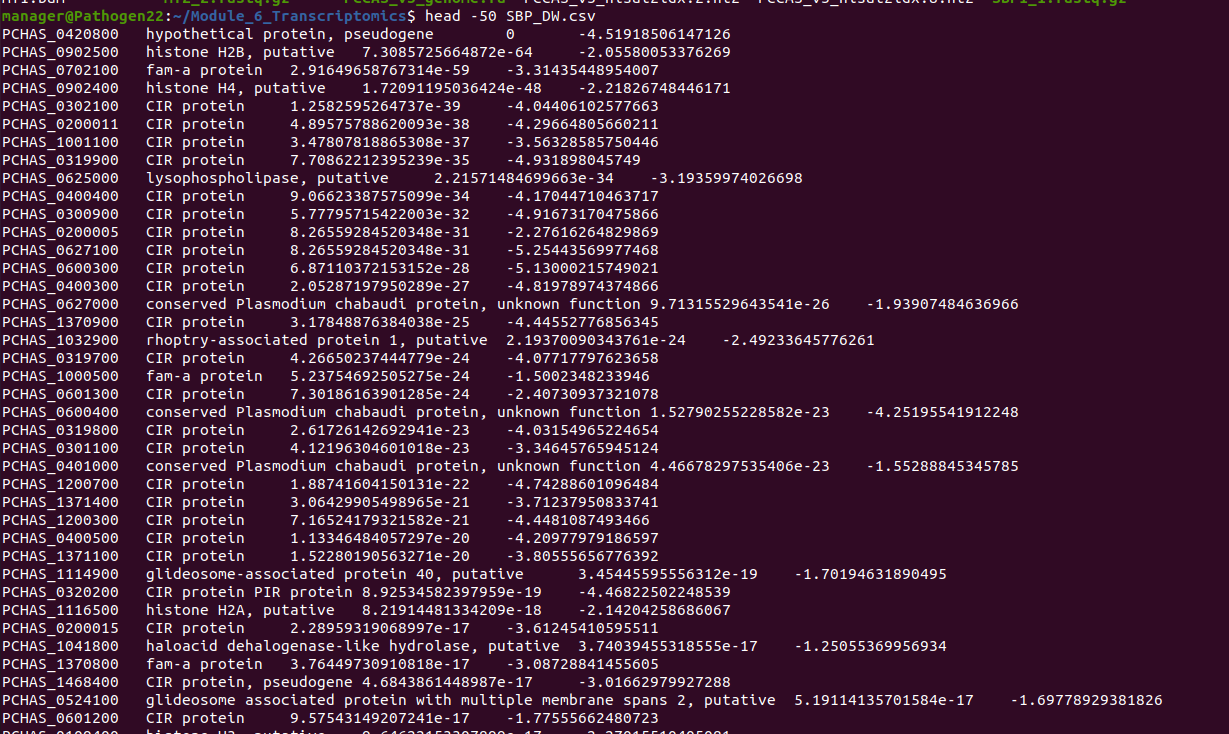 manager@Pathogen22:~/Module_6_Transcriptomics$ head -50 SBP_DW.csv
PCHAS_0420800 hypothetical protein, pseudogene 0 -4.51918506147126
PCHAS_0902500 histone H2B, putative 7.3085725664872e-64 -2.05580053376269
PCHAS_0702100 fam-a protein 2.91649658767314e-59 -3.31435448954007
PCHAS_0902400 histone H4, putative 1.72091195036424e-48 -2.21826748446171
PCHAS_0302100 CIR protein 1.2582595264737e-39 -4.04406102577663
PCHAS_0200011 CIR protein 4.89575788620093e-38 -4.29664805660211
PCHAS_1001100 CIR protein 3.47807818865308e-37 -3.56328585750446
PCHAS_0319900 CIR protein 7.70862212395239e-35 -4.931898045749
PCHAS_0625000 lysophospholipase, putative 2.21571484699663e-34 -3.19359974026698
PCHAS_0400400 CIR protein 9.06623387575099e-34 -4.17044710463717
PCHAS_0300900 CIR protein 5.77795715422003e-32 -4.91673170475866
PCHAS_0200005 CIR protein 8.26559284520348e-31 -2.27616264829869
PCHAS_0627100 CIR protein 8.26559284520348e-31 -5.25443569977468
PCHAS_0600300 CIR protein 6.87110372153152e-28 -5.13000215749021
PCHAS_0400300 CIR protein 2.05287197950289e-27 -4.81978974374866
PCHAS_0627000 conserved Plasmodium chabaudi protein, unknown function 9.71315529643541e-26 -1.93907484636966
PCHAS_1370900 CIR protein 3.17848876384038e-25 -4.44552776856345
PCHAS_1032900 rhoptry-associated protein 1, putative 2.19370090343761e-24 -2.49233645776261
PCHAS_0319700 CIR protein 4.26650237444779e-24 -4.07717797623658
PCHAS_1000500 fam-a protein 5.23754692505275e-24 -1.5002348233946
PCHAS_0601300 CIR protein 7.30186163901285e-24 -2.40730937321078
PCHAS_0600400 conserved Plasmodium chabaudi protein, unknown function 1.52790255228582e-23 -4.25195541912248
PCHAS_0319800 CIR protein 2.61726142692941e-23 -4.03154965224654
PCHAS_0301100 CIR protein 4.12196304601018e-23 -3.34645765945124
PCHAS_0401000 conserved Plasmodium chabaudi protein, unknown function 4.46678297535406e-23 -1.55288845345785
PCHAS_1200700 CIR protein 1.88741604150131e-22 -4.74288601096484
PCHAS_1371400 CIR protein 3.06429905498965e-21 -3.71237950833741
PCHAS_1200300 CIR protein 7.16524179321582e-21 -4.4481087493466
PCHAS_0400500 CIR protein 1.13346484057297e-20 -4.20977979186597
PCHAS_1371100 CIR protein 1.52280190563271e-20 -3.80555656776392
PCHAS_1114900 glideosome-associated protein 40, putative 3.45445595556312e-19 -1.70194631890495
PCHAS_0320200 CIR protein PIR protein 8.92534582397959e-19 -4.46822502248539
PCHAS_1116500 histone H2A, putative 8.21914481334209e-18 -2.14204258686067
PCHAS_0200015 CIR protein 2.28959319068997e-17 -3.61245410595511
PCHAS_1041800 haloacid dehalogenase-like hydrolase, putative 3.74039455318555e-17 -1.25055369956934
PCHAS_1370800 fam-a protein 3.76449730910818e-17 -3.08728841455605
PCHAS_1468400 CIR protein, pseudogene 4.6843861448987e-17 -3.01662979927288
PCHAS_0524100 glideosome associated protein with multiple membrane spans 2, putative 5.19114135701584e-17 -1.69778929381826
PCHAS_0601200 CIR protein 9.57543149207241e-17 -1.77555662480723